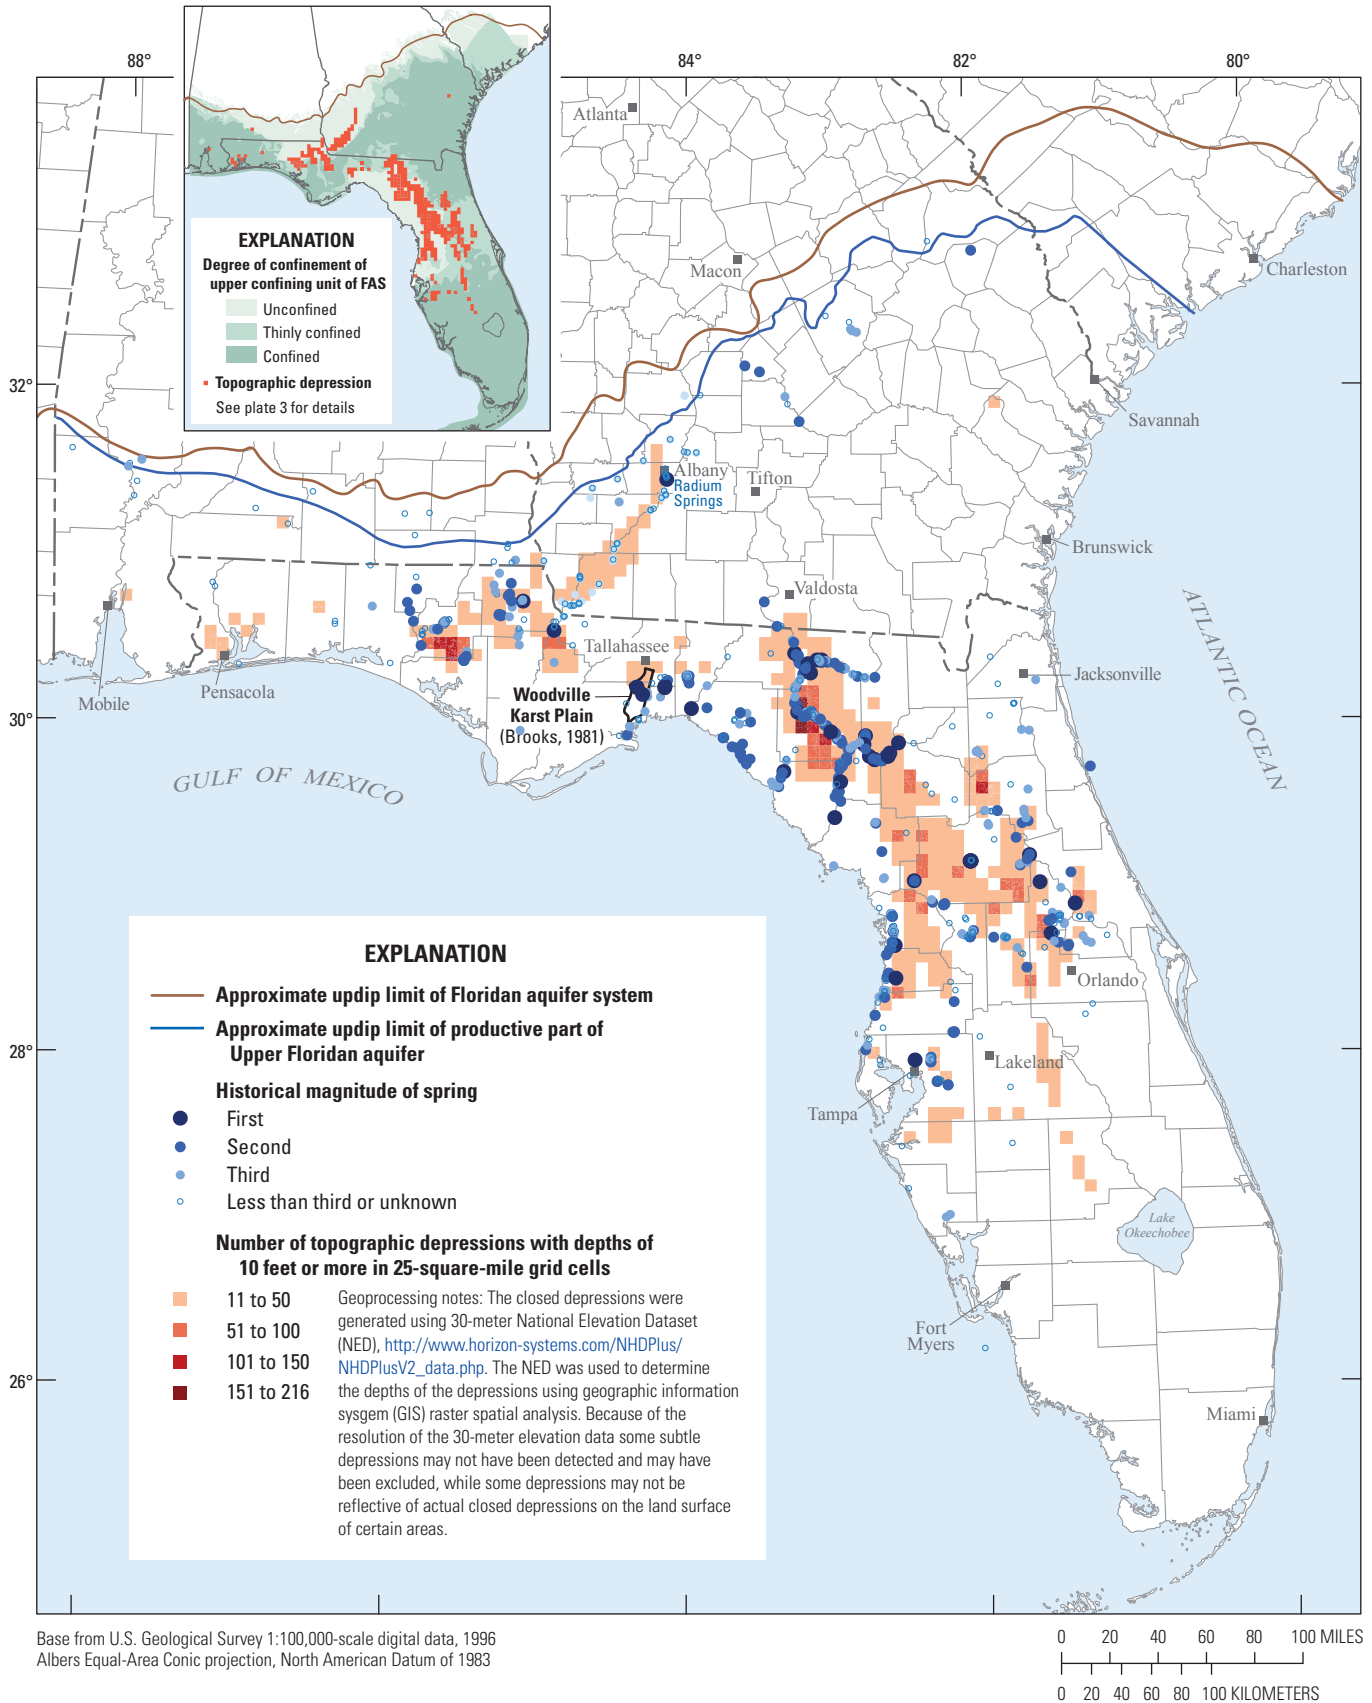 88°
84°
82°
80°
32°
30°
28°
26°
EXPLANATION
Degree of confinement of
upper confining unit of FAS
Unconfined
Thinly confined
Confined
Topographic depression
See plate 3 for details
Atlanta
Macon
Charleston
Savannah
Albany
Radium
Springs
Tifton
Brunswick
Valdosta
Tallahassee
Jacksonville
Mobile
Pensacola
Woodville
Karst Plain
(Brooks, 1981)
GULF OF MEXICO
ATLANTIC OCEAN
Orlando
Lakeland
Tampa
Lake
Okeechobee
Fort
Myers
Miami
EXPLANATION
Approximate updip limit of Floridan aquifer system
Approximate updip limit of productive part of
Upper Floridan aquifer
Historical magnitude of spring
First
Second
Third
Less than third or unknown
Number of topographic depressions with depths of
10 feet or more in 25-square-mile grid cells
11 to 50
51 to 100
101 to 150
151 to 216
Geoprocessing notes: The closed depressions were
generated using 30-meter National Elevation Dataset
(NED), http://www.horizon-systems.com/NHDPlus/
NHDPlusV2_data.php. The NED was used to determine
the depths of the depressions using geographic information
sysgem (GIS) raster spatial analysis. Because of the
resolution of the 30-meter elevation data some subtle
depressions may not have been detected and may have
been excluded, while some depressions may not be
reflective of actual closed depressions on the land surface
of certain areas.
Base from U.S. Geological Survey 1:100,000-scale digital data, 1996
Albers Equal-Area Conic projection, North American Datum of 1983
0 20 40 60 80 100 MILES
0 20 40 60 80 100 KILOMETERS